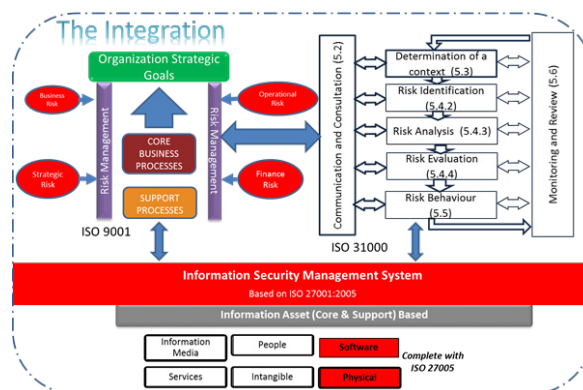 The Integration
Organization Strategic
Goals
Business
Risk
Operational
Risk
Strategic
Risk
Finance
Risk
Risk Management
Risk Management
CORE
BUSINESS
PROCESSES
SUPPORT
PROCESSES
ISO 9001
Communication and Consultation (5.2)
Determination of a
context (5.3)
Risk Identification
(5.4.2)
Risk Analysis (5.4.3)
Risk Evaluation
(5.4.4)
Risk Behaviour
(5.5)
Monitoring and Review (5.6)
ISO 31000
Information Security Management System
Based on ISO 27001:2005
Information Asset (Core & Support) Based
Information
Media
People
Software
Services
Intangible
Physical
Complete with
ISO 27005